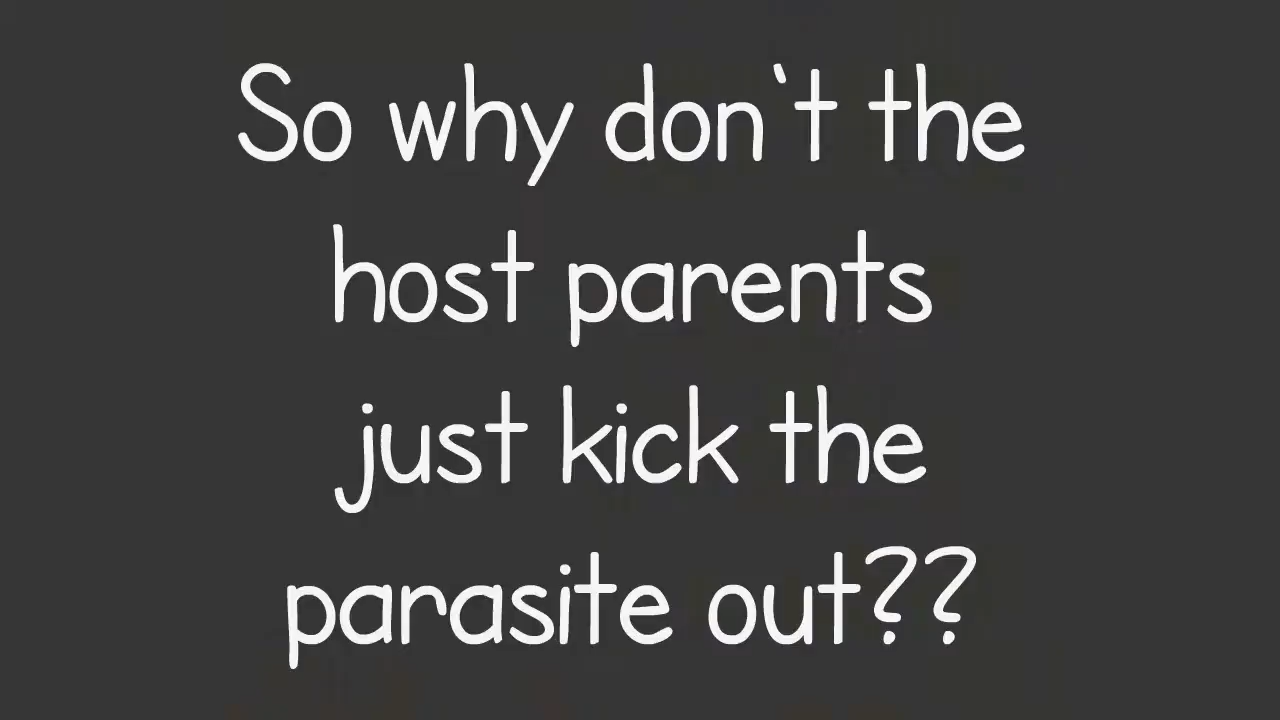 So why don't the
host parents
just kick the
parasite out??